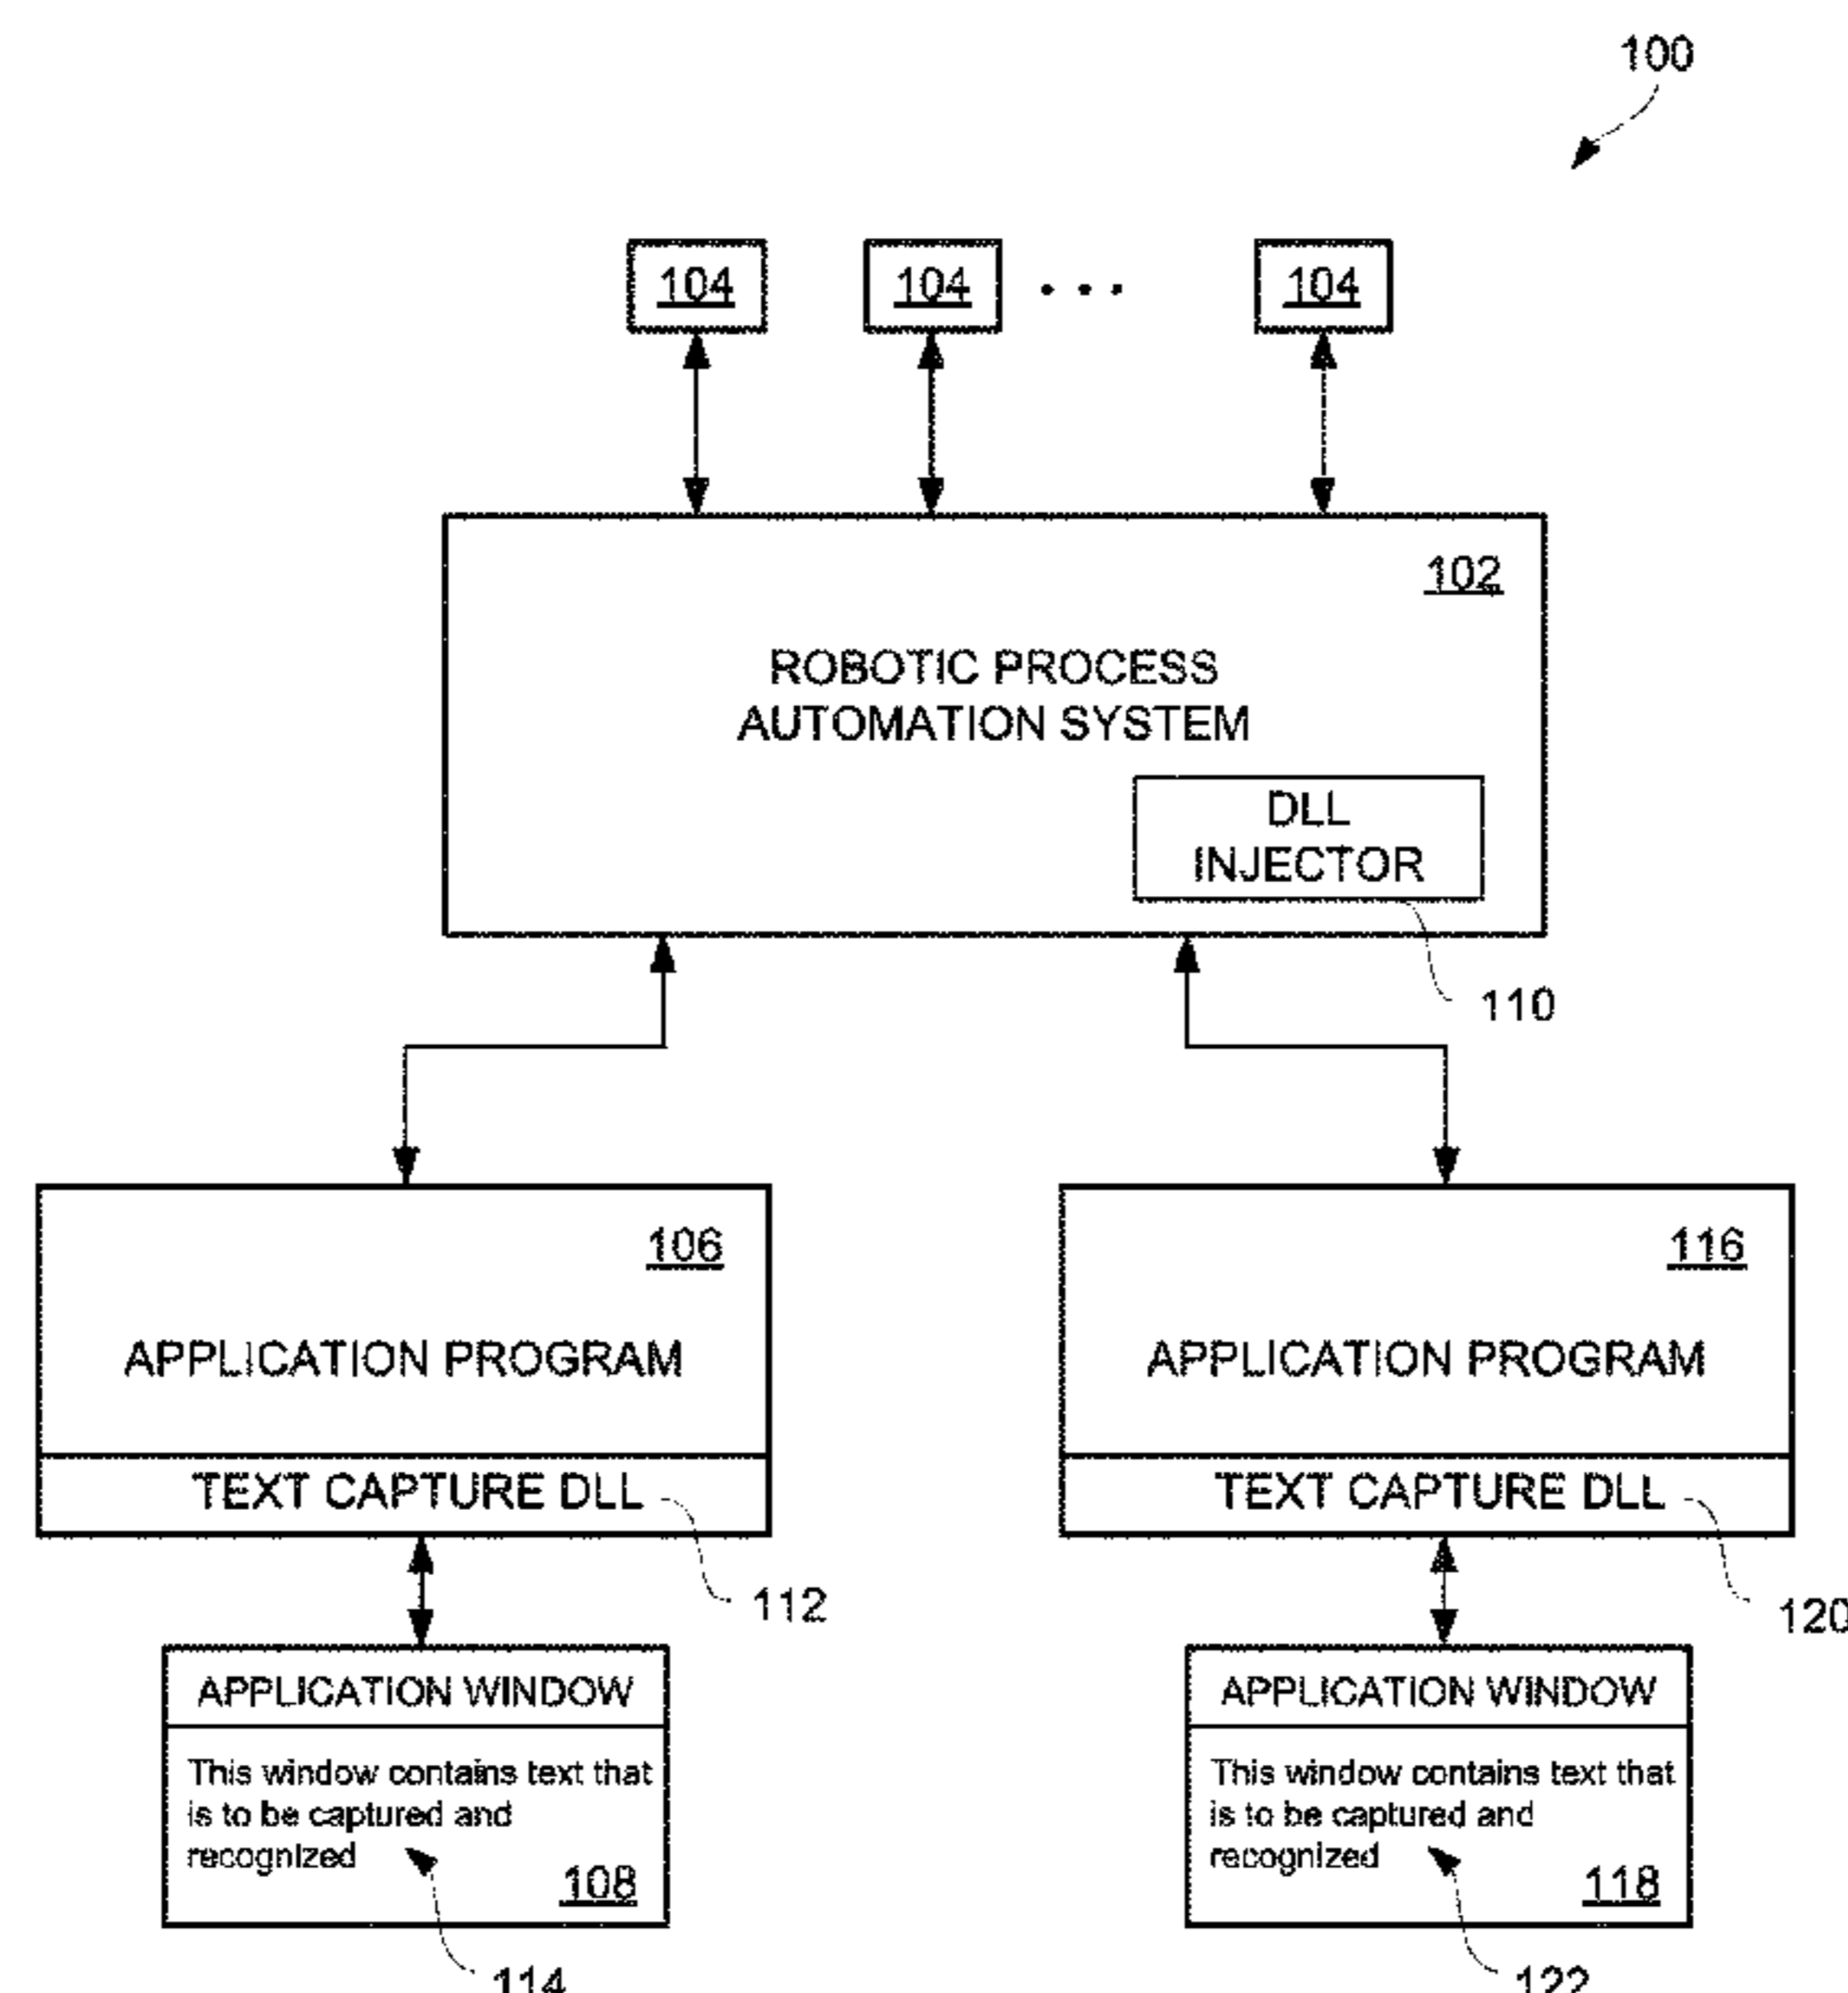 100
104 104 • • • 104
102
ROBOTIC PROCESS
AUTOMATION SYSTEM
DLL
INJECTOR
110
106
APPLICATION PROGRAM
TEXT CAPTURE DLL
112
APPLICATION WINDOW
This window contains text that
is to be captured and
recognized
108
114
116
APPLICATION PROGRAM
TEXT CAPTURE DLL
120
APPLICATION WINDOW
This window contains text that
is to be captured and
recognized
118
122